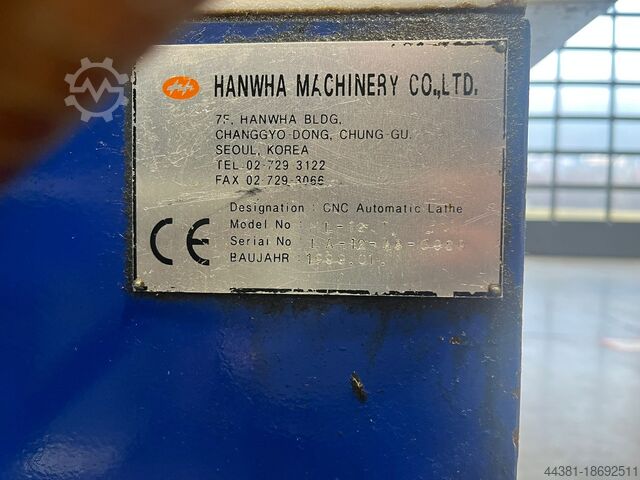 HANWHA MACHINERY CO.,LTD.
7F, HANWHA BLDG.
CHANGGYO-DONG, CHUNG-GU.
SEOUL, KOREA
TEL 02-729-3122
FAX 02-729-3066
Designation : CNC Automatic Lathe
Model No :
Serial No :
BAUJAHR :
CE
44381-18692511